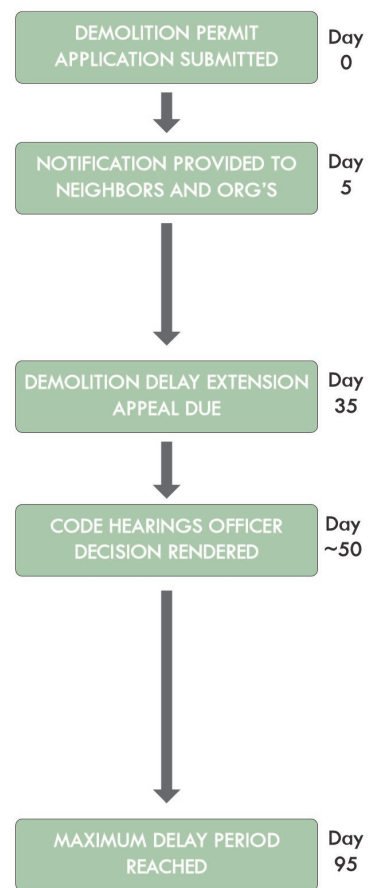 DEMOLITION PERMIT
APPLICATION SUBMITTED
Day
0
NOTIFICATION PROVIDED TO
NEIGHBORS AND ORG'S
Day
5
DEMOLITION DELAY EXTENSION
APPEAL DUE
Day
35
CODE HEARINGS OFFICER
DECISION RENDERED
Day
~50
MAXIMUM DELAY PERIOD
REACHED
Day
95